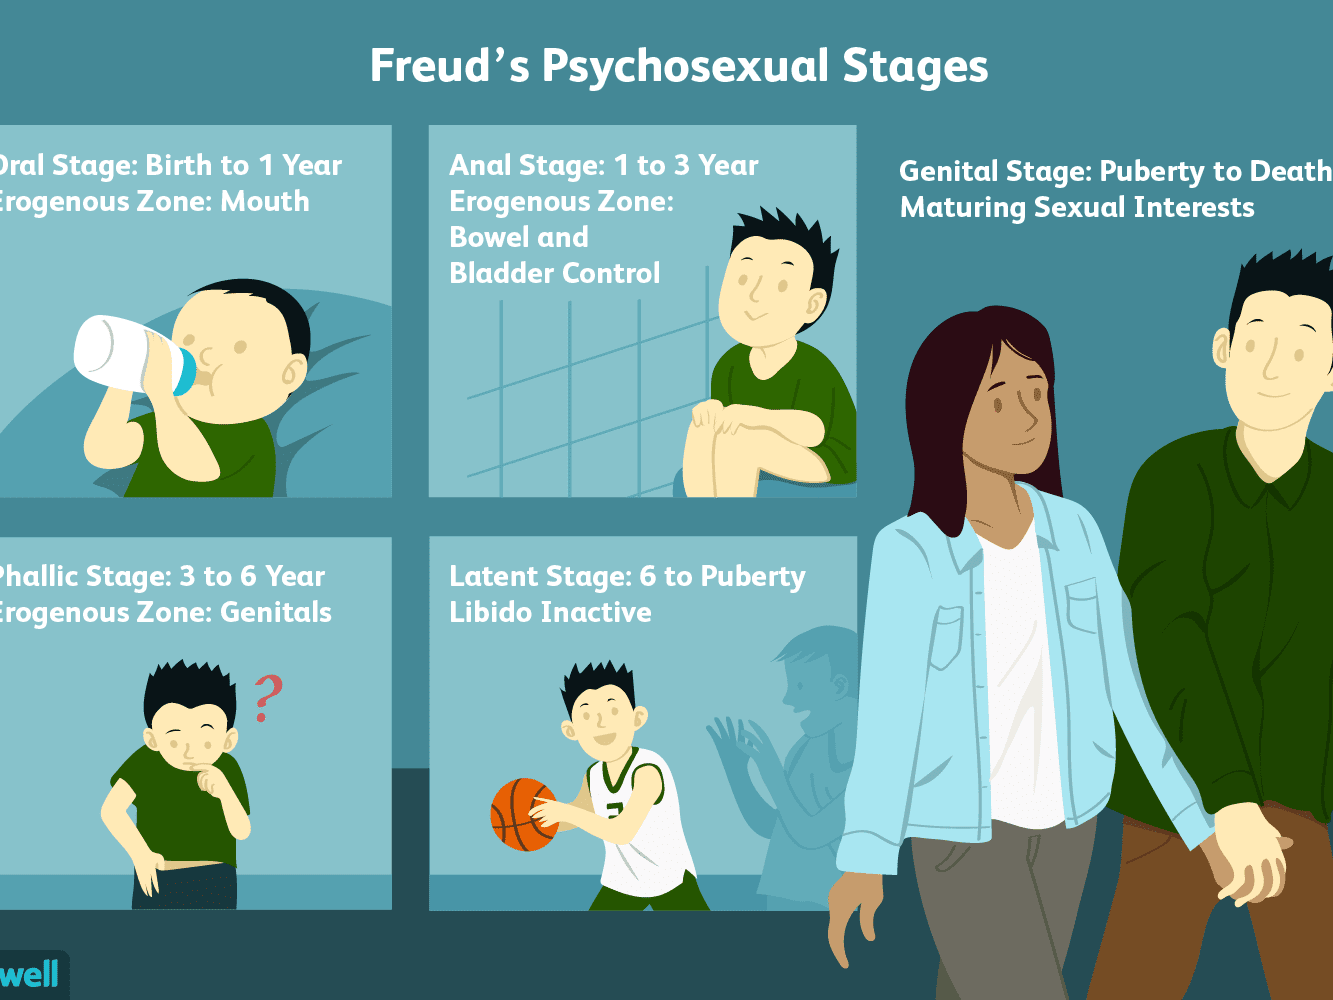 Freud's Psychosexual Stages
Oral Stage: Birth to 1 Year
Erogenous Zone: Mouth
Anal Stage: 1 to 3 Year
Erogenous Zone:
Bowel and
Bladder Control
Genital Stage: Puberty to Death
Maturing Sexual Interests
Phallic Stage: 3 to 6 Year
Erogenous Zone: Genitals
?
Latent Stage: 6 to Puberty
Libido Inactive
well